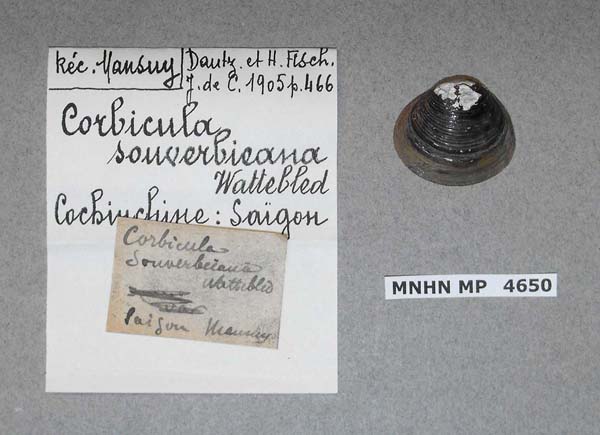 Réc. Mansuy
Dautz. et H. Fisch.
J. de C. 1905 p. 466
Corbicula
souverbieana
Wattebled
Cochinchine : Saïgon
Corbicula
Souverbieana
Wattebled
Saigon Mansuy
MNHN MP 4650